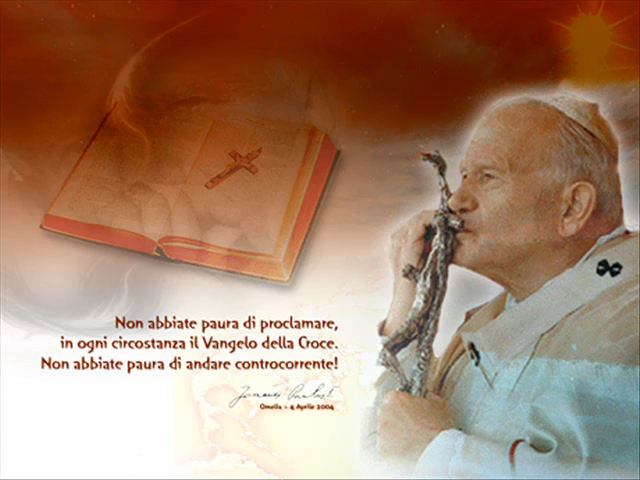 Non abbiate paura di proclamare,
in ogni circostanza il Vangelo della Croce.
Non abbiate paura di andare controcorrente!
Omelia - 4 Aprile 2004